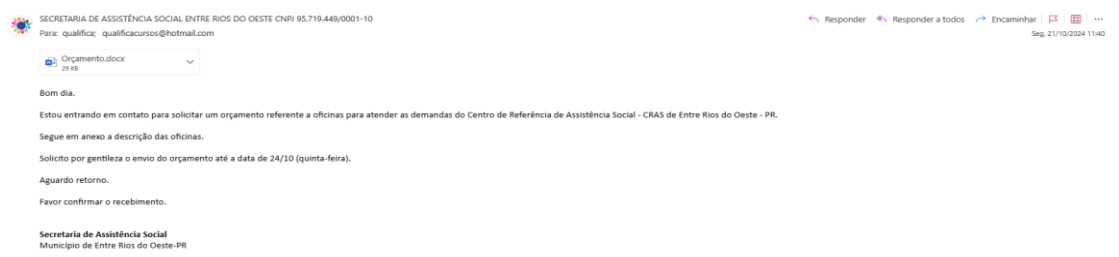 SECRETARIA DE ASSISTÊNCIA SOCIAL ENTRE RIOS DO OESTE CNPJ 95.719.449/0001-10
Responder Responder a todos Encaminhar
Para: qualifica; qualificacursos@hotmail.com
Seg, 21/10/2024 11:40
Orçamento.docx
29 KB
Bom dia.
Estou entrando em contato para solicitar um orçamento referente a oficinas para atender as demandas do Centro de Referência de Assistência Social - CRAS de Entre Rios do Oeste - PR.
Segue em anexo a descrição das oficinas.
Solicito por gentileza o envio do orçamento até a data de 24/10 (quinta-feira).
Aguardo retorno.
Favor confirmar o recebimento.
Secretaria de Assistência Social
Município de Entre Rios do Oeste-PR